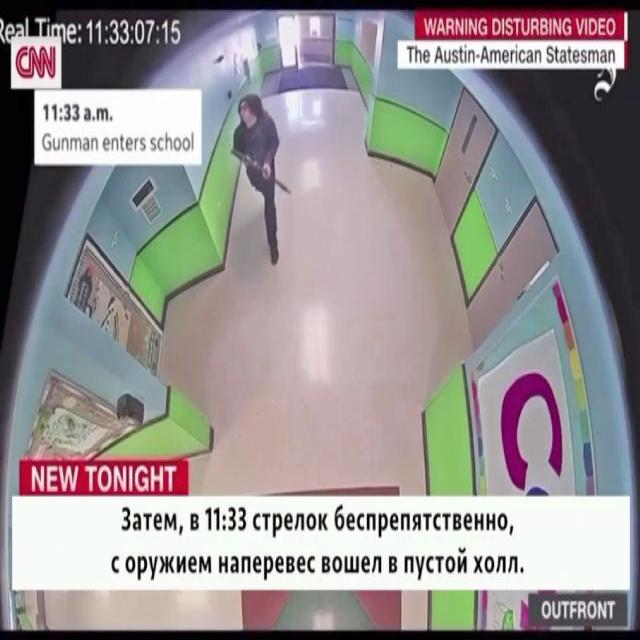 Real Time: 11:33:07:15
WARNING DISTURBING VIDEO
The Austin-American Statesman
CNN
11:33 a.m.
Gunman enters school
NEW TONIGHT
Затем, в 11:33 стрелок беспрепятственно,
с оружием наперевес вошел в пустой холл.
OUTFRONT